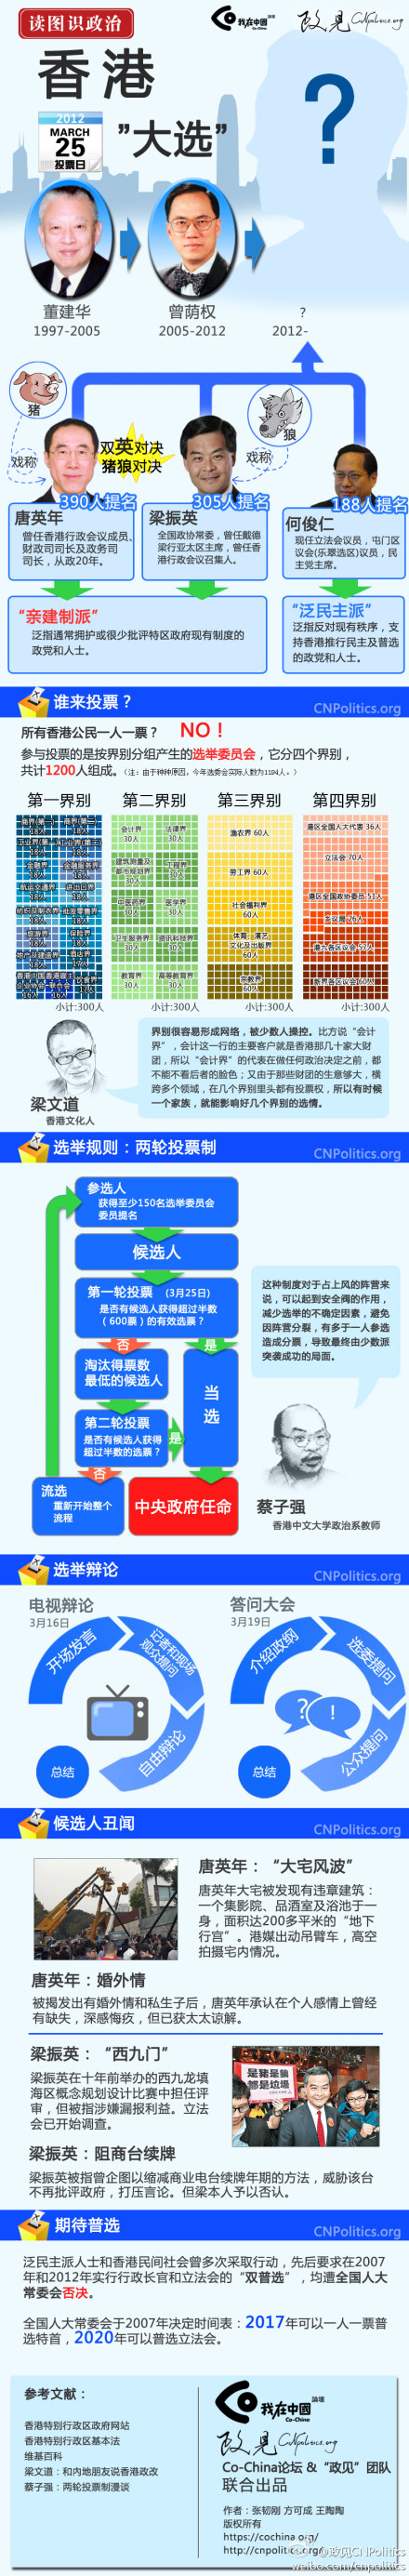 读图识政治
我在中國 論壇
Co-China
政见 CNPolitics.org
香港
"大选"
2012
MARCH
25
投票日
?
董建华
1997-2005
曾荫权
2005-2012
?
2012-
猪
戏称
双英对决
猪狼对决
狼
戏称
390人提名
305人提名
188人提名
唐英年
曾任香港行政会议成员、
财政司司长及政务司
司长,从政20年。
梁振英
全国政协常委,曾任戴德
梁行亚太区主席,曾任香
港行政会议召集人。
何俊仁
现任立法会议员,屯门区
议会(乐翠选区)议员,民
主党主席。
"亲建制派"
泛指通常拥护或很少批评特区政府现有制度的
政党和人士。
"泛民主派"
泛指反对现有秩序,支
持香港推行民主及普选
的政党和人士。
谁来投票?
CNPolitics.org
所有香港公民一人一票? NO!
参与投票的是按界别分组产生的选举委员会,它分四个界别,
共计1200人组成。(注:由于种种原因,今年选委会实际人数为1194人。)
第一界别
第二界别
第三界别
第四界别
金融界
18人
航运交通界
18人
旅游界
18人
保险界
18人
地产及建造界
酒店界
会计界
30人
法律界
30人
建筑测量及
都市规划界
30人
工程界
30人
中医药界
30人
医学界
30人
卫生服务界
30人
资讯科技界
30人
教育界
30人
高等教育界
30人
渔农界 60人
劳工界 60人
社会福利界
60人
体育、演艺
文化及出版界
60人
宗教界
60人
港区全国人大代表 36人
立法会 70人
港区全国政协委员 51人
乡议局 26人
港九各区议会 57人
新界各区议会60人
小计:300人
小计:300人
小计:300人
小计:300人
梁文道
香港文化人
界别很容易形成网络,被少数人操控。比方说"会计
界",会计这一行的主要客户就是香港那几十家大财
团,所以"会计界"的代表在做任何政治决定之前,都
不能不看后者的脸色;又由于那些财团的生意够大,横
跨多个领域,在几个界别里头都有投票权,所以有时候
一个家族,就能影响好几个界别的选情。
选举规则:两轮投票制
CNPolitics.org
参选人
获得至少150名选举委员会
委员提名
候选人
第一轮投票 (3月25日)
是否有候选人获得超过半数
(600票)的有效选票?
否
是
淘汰得票数
最低的候选人
当选
第二轮投票
是否有候选人获得
超过半数的选票?
是
否
流选
重新开始整个
流程
中央政府任命
这种制度对于占上风的阵营来
说,可以起到安全阀的作用,
减少选举的不确定因素,避免
因阵营分裂,有多于一人参选
造成分票,导致最终由少数派
突袭成功的局面。
蔡子强
香港中文大学政治系教师
选举辩论
CNPolitics.org
电视辩论
3月16日
开场发言
记者和现场
观众提问
自由辩论
总结
答问大会
3月19日
介绍政纲
选委提问
公众提问
总结
? !
候选人丑闻
CNPolitics.org
唐英年:"大宅风波"
唐英年大宅被发现有违章建筑:
一个集影院、品酒室及浴池于一
身,面积达200多平米的"地下
行宫"。港媒出动吊臂车,高空
拍摄宅内情况。
唐英年:婚外情
被揭发出有婚外情和私生子后,唐英年承认在个人感情上曾经
有缺失,深感悔疚,但已获太太谅解。
梁振英:"西九门"
梁振英在十年前举办的西九龙填
海区概念规划设计比赛中担任评
审,但被指涉嫌漏报利益。立法
会已开始调查。
是猪是狼
都是垃圾
梁振英:阻商台续牌
梁振英被指曾企图以缩减商业电台续牌年期的方法,威胁该台
不再批评政府,打压言论。但梁本人予以否认。
期待普选
CNPolitics.org
泛民主派人士和香港民间社会曾多次采取行动,先后要求在2007
年和2012年实行行政长官和立法会的"双普选",均遭全国人大
常委会否决。
全国人大常委会于2007年决定时间表:2017年可以一人一票普
选特首,2020年可以普选立法会。
参考文献:
香港特别行政区政府网站
香港特别行政区基本法
维基百科
梁文道:和内地朋友说香港政改
蔡子强:两轮投票制漫谈
我在中國 論壇
Co-China
政见 CNPolitics.org
Co-China论坛 &"政见"团队
联合出品
作者:张韧刚 方可成 王陶陶
版权所有
https://cochina.org
http://cnpolitics.org/
@政见CNPolitics
weibo.com/cnpolitics